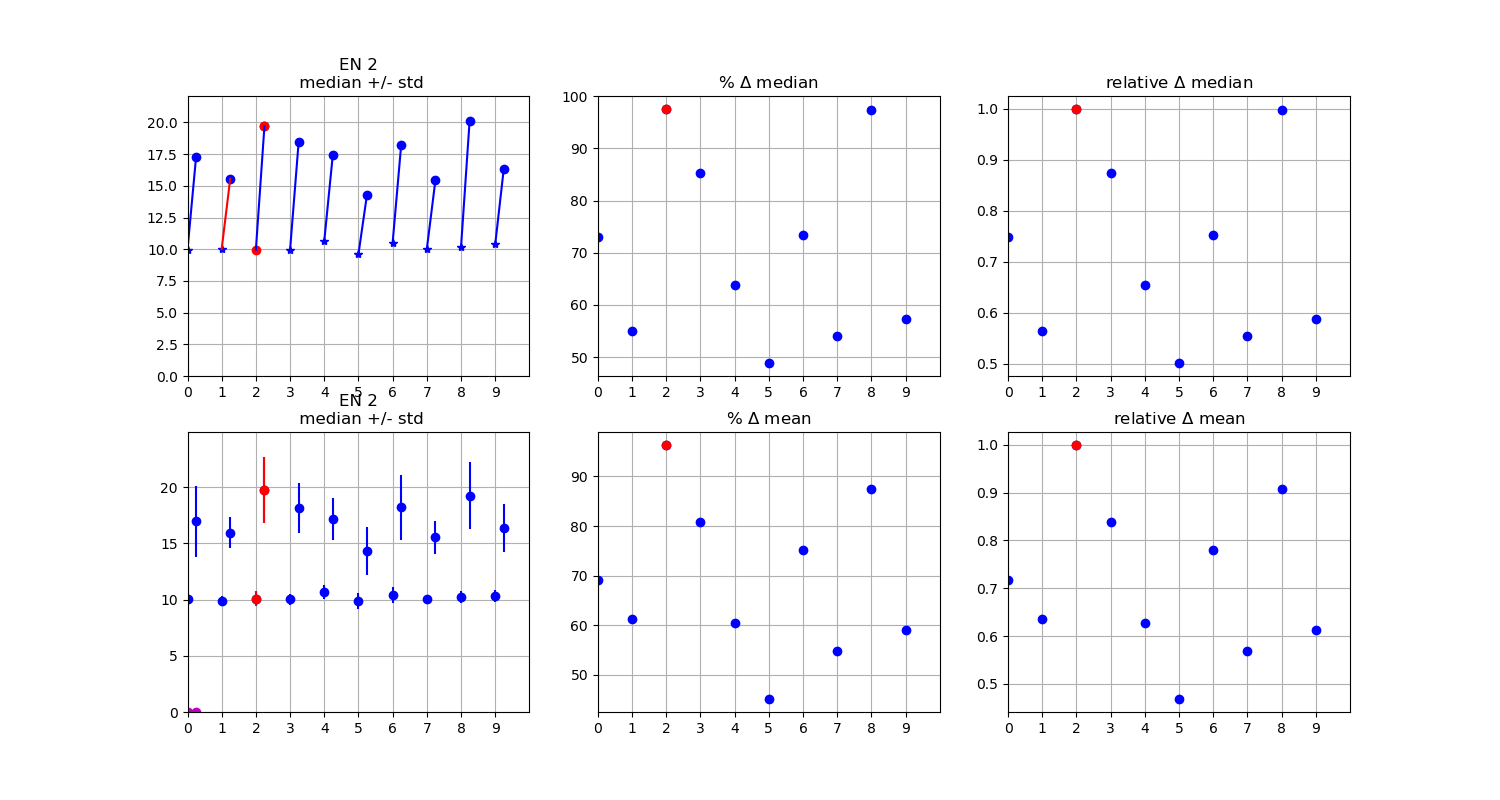 EN 2
median +/- std
% Δ median
relative Δ median
20.0
17.5
15.0
12.5
10.0
7.5
5.0
2.5
0.0
0 1 2 3 4 5 6 7 8 9
100
90
80
70
60
50
0 1 2 3 4 5 6 7 8 9
1.0
0.9
0.8
0.7
0.6
0.5
0 1 2 3 4 5 6 7 8 9
EN 2
median +/- std
% Δ mean
relative Δ mean
20
15
10
5
0
0 1 2 3 4 5 6 7 8 9
90
80
70
60
50
0 1 2 3 4 5 6 7 8 9
1.0
0.9
0.8
0.7
0.6
0.5
0 1 2 3 4 5 6 7 8 9